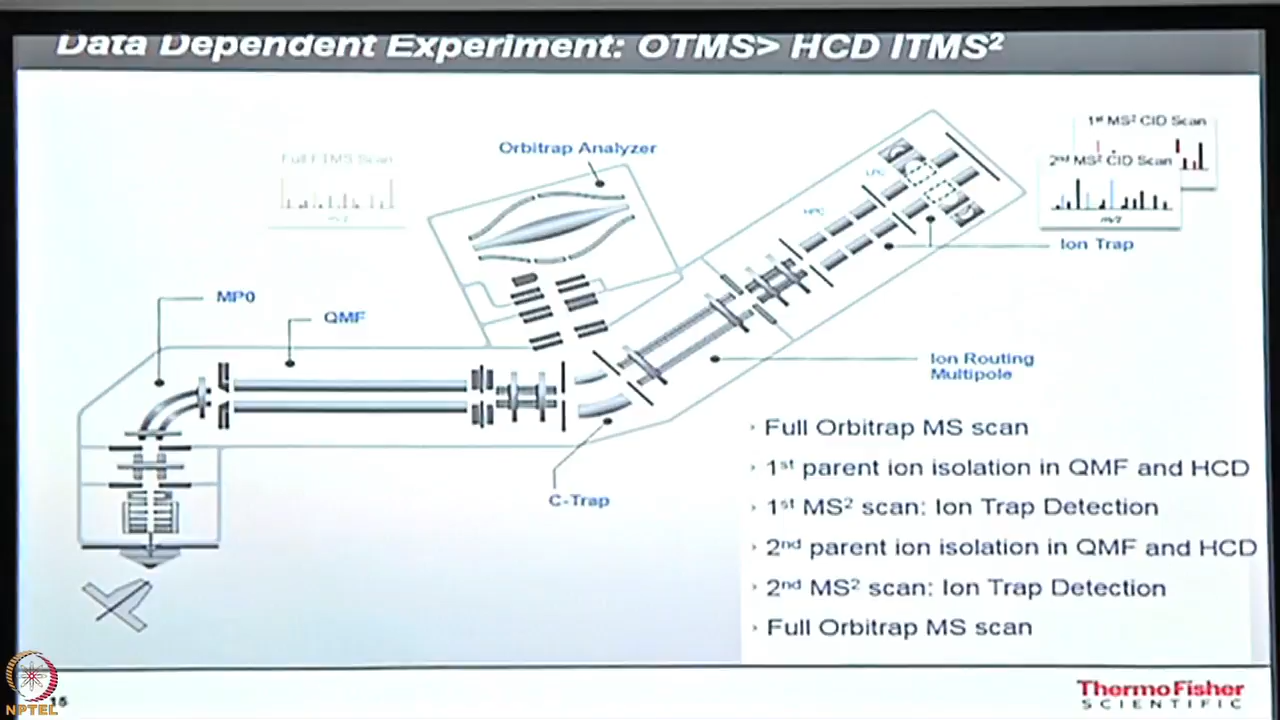 Data Dependent Experiment: OTMS> HCD ITMS²
Orbitrap Analyzer
Full FTMS Scan
m/z
1st MS² CID Scan
2nd MS² CID Scan
m/z
LPC
HPC
Ion Trap
MP0
QMF
Ion Routing
Multipole
C-Trap
› Full Orbitrap MS scan
› 1st parent ion isolation in QMF and HCD
› 1st MS² scan: Ion Trap Detection
› 2nd parent ion isolation in QMF and HCD
› 2nd MS² scan: Ion Trap Detection
› Full Orbitrap MS scan
15
NPTEL
ThermoFisher
SCIENTIFIC